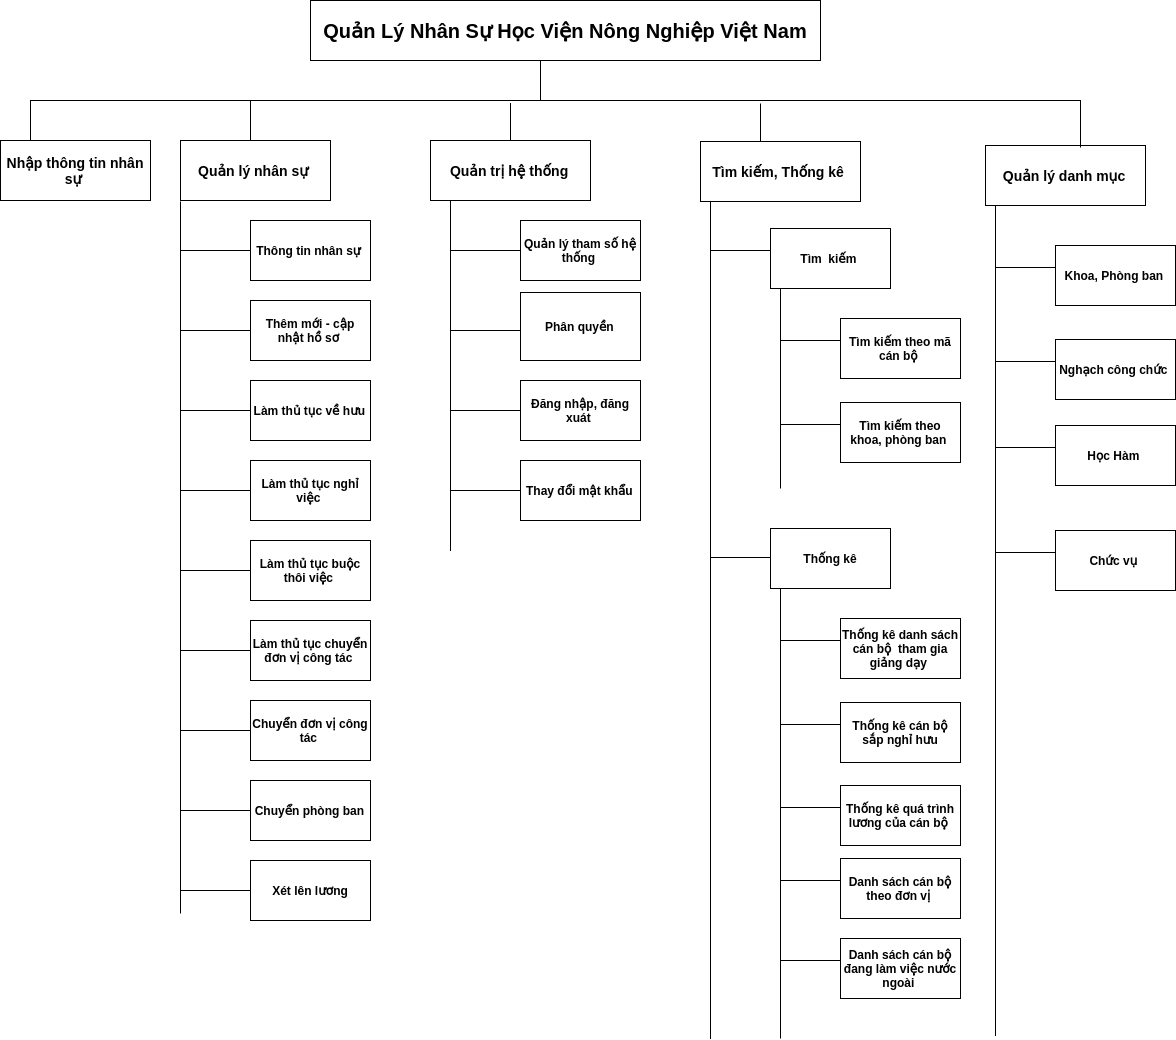 Quản Lý Nhân Sự Học Viện Nông Nghiệp Việt Nam
Nhập thông tin nhân
sự
Quản lý nhân sự
Thông tin nhân sự
Thêm mới - cập
nhật hồ sơ
Làm thủ tục về hưu
Làm thủ tục nghỉ
việc
Làm thủ tục buộc
thôi việc
Làm thủ tục chuyển
đơn vị công tác
Chuyển đơn vị công
tác
Chuyển phòng ban
Xét lên lương
Quản trị hệ thống
Quản lý tham số hệ
thống
Phân quyền
Đăng nhập, đăng
xuát
Thay đổi mật khẩu
Tìm kiếm, Thống kê
Tìm  kiếm
Tìm kiếm theo mã
cán bộ
Tìm kiếm theo
khoa, phòng ban
Thống kê
Thống kê danh sách
cán bộ  tham gia
giảng dạy
Thống kê cán bộ
sắp nghỉ hưu
Thống kê quá trình
lương của cán bộ
Danh sách cán bộ
theo đơn vị
Danh sách cán bộ
đang làm việc nước
ngoài
Quản lý danh mục
Khoa, Phòng ban
Nghạch công chức
Học Hàm
Chức vụ